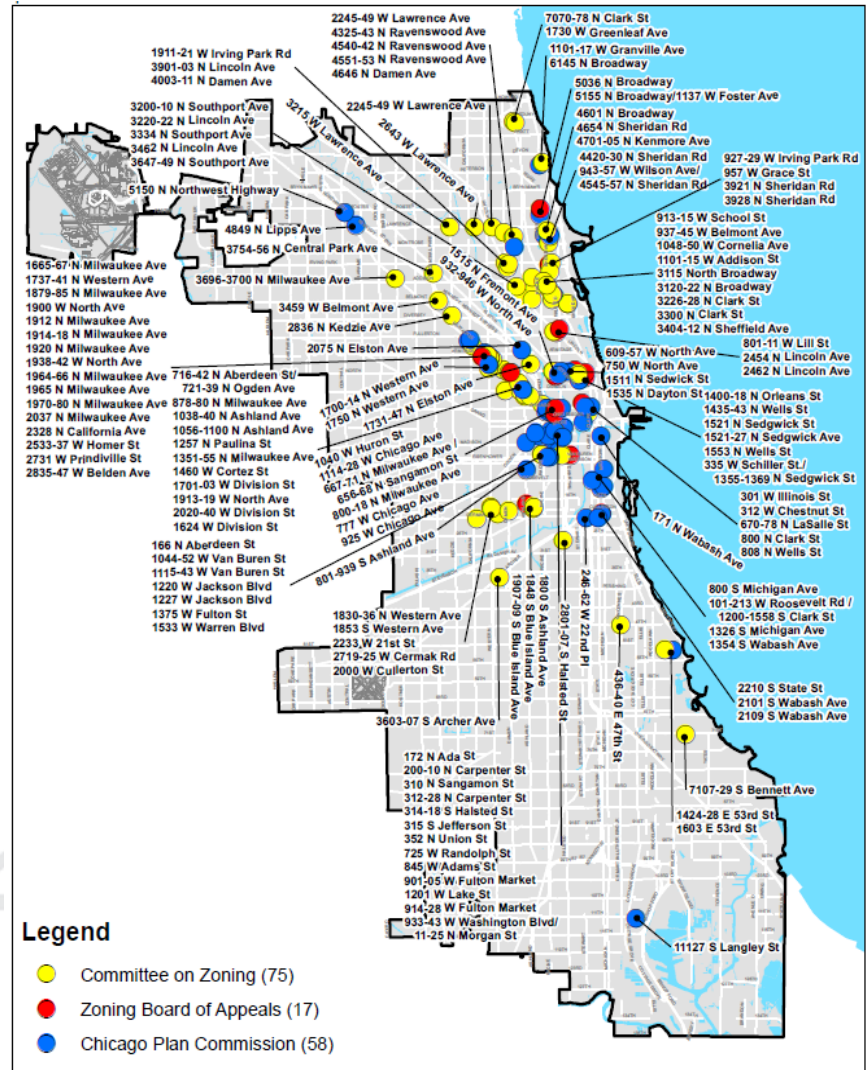 2245-49 W Lawrence Ave
4325-43 N Ravenswood Ave
4540-42 N Ravenswood Ave
4551-53 N Ravenswood Ave
4646 N Damen Ave
7070-78 N Clark St
1730 W Greenleaf Ave
1101-17 W Granville Ave
6145 N Broadway
1911-21 W Irving Park Rd
3901-03 N Lincoln Ave
4003-11 N Damen Ave
5036 N Broadway
5155 N Broadway/1137 W Foster Ave
4601 N Broadway
4654 N Sheridan Rd
4701-05 N Kenmore Ave
4420-30 N Sheridan Rd
943-57 W Wilson Ave/
4545-57 N Sheridan Rd
3200-10 N Southport Ave
3220-22 N Lincoln Ave
3334 N Southport Ave
3462 N Lincoln Ave
3647-49 N Southport Ave
2245-49 W Lawrence Ave
3215 W Lawrence Ave
2643 W Lawrence Ave
927-29 W Irving Park Rd
957 W Grace St
3921 N Sheridan Rd
3928 N Sheridan Rd
5150 N Northwest Highway
4849 N Lipps Ave
3754-56 N Central Park Ave
913-15 W School St
937-45 W Belmont Ave
1048-50 W Cornelia Ave
1101-15 W Addison St
3115 North Broadway
3120-22 N Broadway
3226-28 N Clark St
3300 N Clark St
3404-12 N Sheffield Ave
1515 N Fremont Ave
932-946 W North Ave
3696-3700 N Milwaukee Ave
3459 W Belmont Ave
2836 N Kedzie Ave
2075 N Elston Ave
801-11 W Lill St
2454 N Lincoln Ave
2462 N Lincoln Ave
1665-67 N Milwaukee Ave
1737-41 N Western Ave
1879-85 N Milwaukee Ave
1900 W North Ave
1912 N Milwaukee Ave
1914-18 N Milwaukee Ave
1920 N Milwaukee Ave
1938-42 W North Ave
1964-66 N Milwaukee Ave
1965 N Milwaukee Ave
1970-80 N Milwaukee Ave
2037 N Milwaukee Ave
2328 N California Ave
2533-37 W Homer St
2731 W Prindiville St
2835-47 W Belden Ave
716-42 N Aberdeen St/
721-39 N Ogden Ave
878-80 N Milwaukee Ave
1038-40 N Ashland Ave
1056-1100 N Ashland Ave
1257 N Paulina St
1351-55 N Milwaukee Ave
1460 W Cortez St
1701-03 W Division St
1913-19 W North Ave
2020-40 W Division St
1624 W Division St
1700-14 N Western Ave
1750 N Western Ave
1731-47 N Elston Ave
1040 W Huron St
1114-28 W Chicago Ave
667-71 N Milwaukee Ave /
656-68 N Sangamon St
800-18 N Milwaukee Ave
777 W Chicago Ave
925 W Chicago Ave
801-939 S Ashland Ave
609-57 W North Ave
750 W North Ave
1511 N Sedwick St
1535 N Dayton St
1400-18 N Orleans St
1435-43 N Wells St
1521 N Sedgwick St
1521-27 N Sedgwick Ave
1553 N Wells St
335 W Schiller St./
1355-1369 N Sedgwick St
301 W Illinois St
312 W Chestnut St
670-78 N LaSalle St
800 N Clark St
808 N Wells St
171 N Wabash Ave
166 N Aberdeen St
1044-52 W Van Buren St
1115-43 W Van Buren St
1220 W Jackson Blvd
1227 W Jackson Blvd
1375 W Fulton St
1533 W Warren Blvd
800 S Michigan Ave
101-213 W Roosevelt Rd /
1200-1558 S Clark St
1326 S Michigan Ave
1354 S Wabash Ave
1830-36 N Western Ave
1853 S Western Ave
2233 W 21st St
2719-25 W Cermak Rd
2000 W Cullerton St
1907-09 S Blue Island Ave
1848 S Blue Island Ave
1800 S Ashland Ave
2801-07 S Halsted St
246-62 W 22nd Pl
436-40 E 47th St
2210 S State St
2101 S Wabash Ave
2109 S Wabash Ave
3603-07 S Archer Ave
172 N Ada St
200-10 N Carpenter St
310 N Sangamon St
312-28 N Carpenter St
314-18 S Halsted St
315 S Jefferson St
352 N Union St
725 W Randolph St
845 W Adams St
901-05 W Fulton Market
1201 W Lake St
914-28 W Fulton Market
933-43 W Washington Blvd/
11-25 N Morgan St
7107-29 S Bennett Ave
1424-28 E 53rd St
1603 E 53rd St
11127 S Langley St
Legend
Committee on Zoning (75)
Zoning Board of Appeals (17)
Chicago Plan Commission (58)